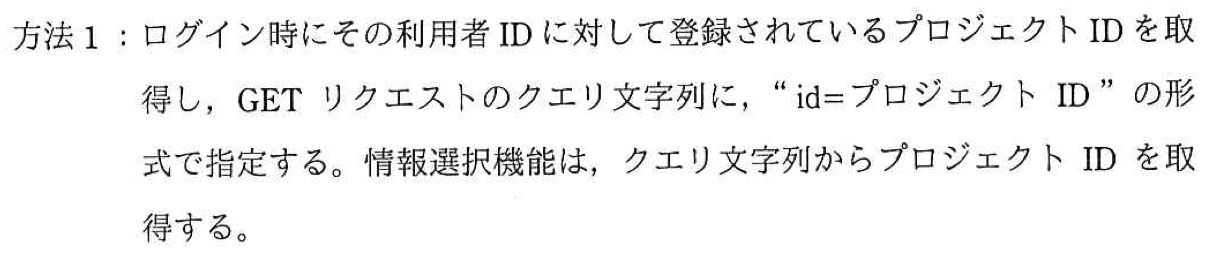 方法1：ログイン時にその利用者 ID に対して登録されているプロジェクト ID を取
得し，GET リクエストのクエリ文字列に，“id=プロジェクト ID”の形
式で指定する。情報選択機能は，クエリ文字列からプロジェクト ID を取
得する。